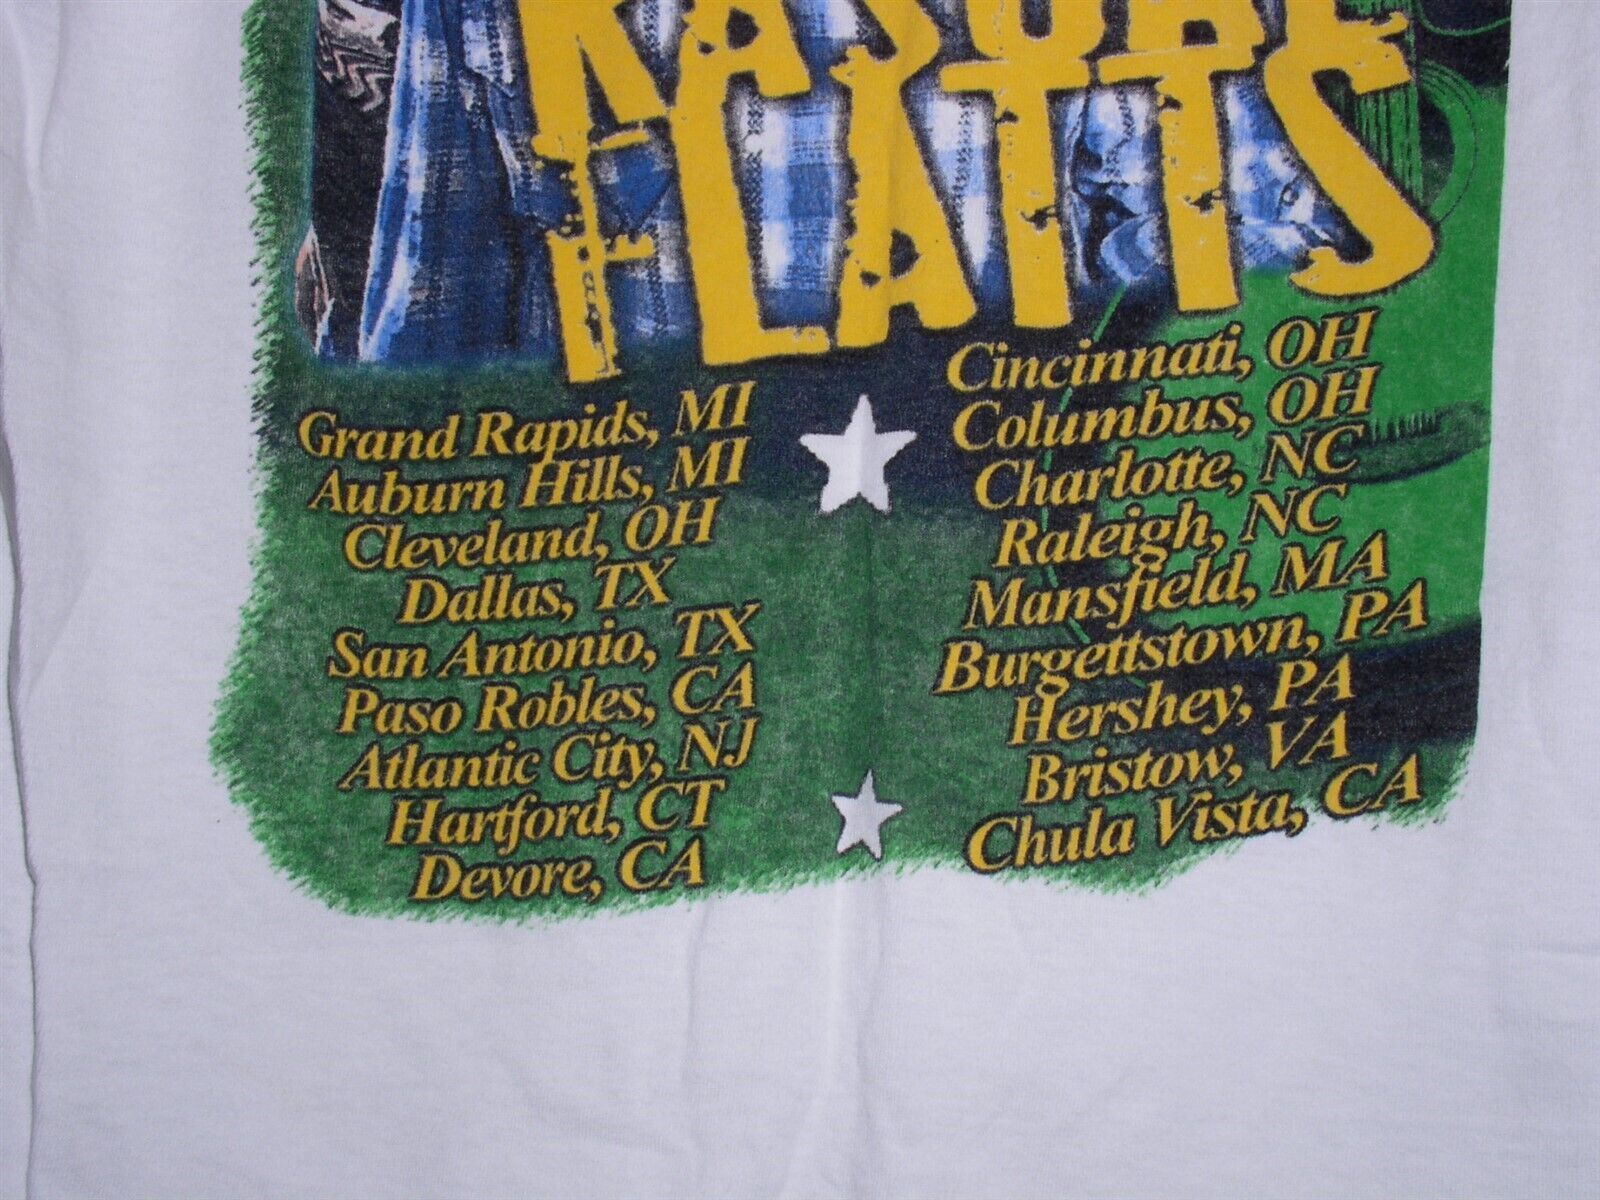 RASCAL
FLATTS
Grand Rapids, MI
Auburn Hills, MI
Cleveland, OH
Dallas, TX
San Antonio, TX
Paso Robles, CA
Atlantic City, NJ
Hartford, CT
Devore, CA
Cincinnati, OH
Columbus, OH
Charlotte, NC
Raleigh, NC
Mansfield, MA
Burgettstown, PA
Hershey, PA
Bristow, VA
Chula Vista, CA